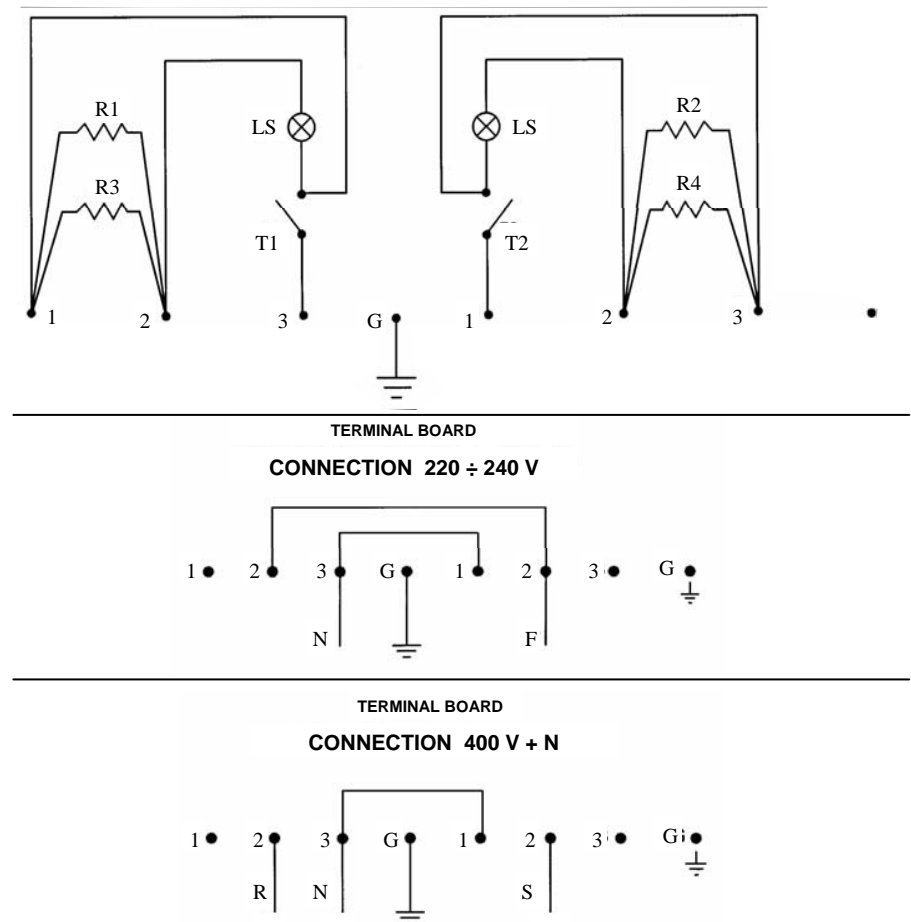 R1 R2
LS LS
R3 R4
T1 T2
1 2 3 G 1 2 3
TERMINAL BOARD
CONNECTION 220 ÷ 240 V
1 2 3 G 1 2 3 G
N F
TERMINAL BOARD
CONNECTION 400 V + N
1 2 3 G 1 2 3 G
R N S